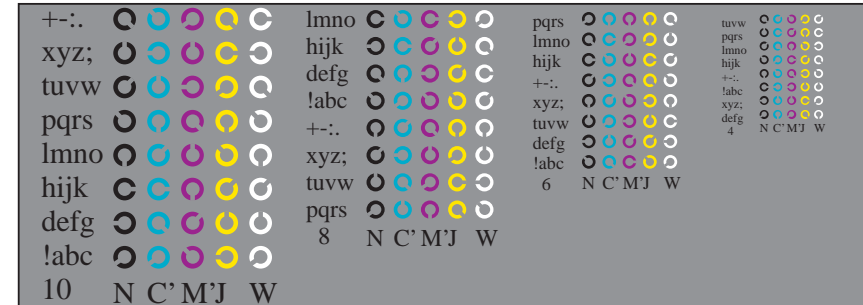 +-:.
xyz;
tuvw
pqrs
lmno
hijk
defg
!abc
10 N C' M'J W
lmno
hijk
defg
!abc
+-:.
xyz;
tuvw
pqrs
8 N C' M'J W
pqrs
lmno
hijk
+-:.
xyz;
tuvw
defg
!abc
6 N C' M'J W
tuvw
pqrs
lmno
hijk
+-:.
!abc
xyz;
defg
4 N C' M'J W